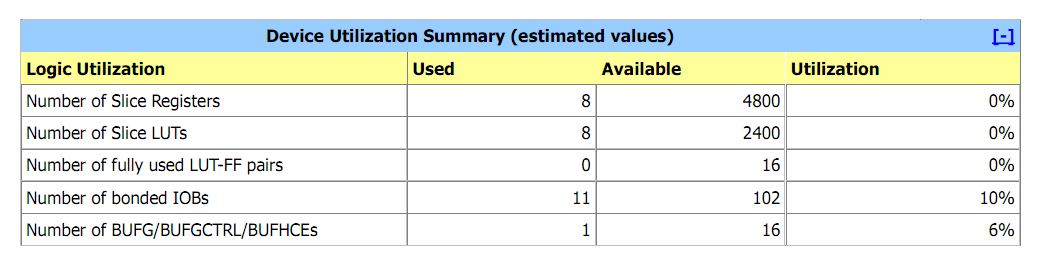 Device Utilization Summary (estimated values) [-]
Logic Utilization Used Available Utilization
Number of Slice Registers 8 4800 0%
Number of Slice LUTs 8 2400 0%
Number of fully used LUT-FF pairs 0 16 0%
Number of bonded IOBs 11 102 10%
Number of BUFG/BUFGCTRL/BUFHCEs 1 16 6%